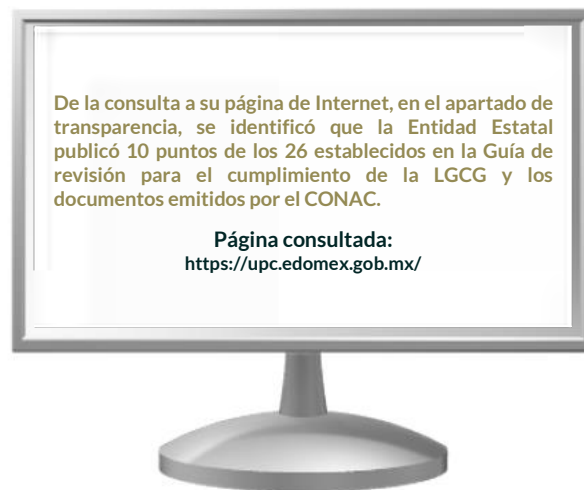 De la consulta a su página de Internet, en el apartado de
transparencia, se identificó que la Entidad Estatal
publicó 10 puntos de los 26 establecidos en la Guía de
revisión para el cumplimiento de la LGCG y los
documentos emitidos por el CONAC.
Página consultada:
https://upc.edomex.gob.mx/